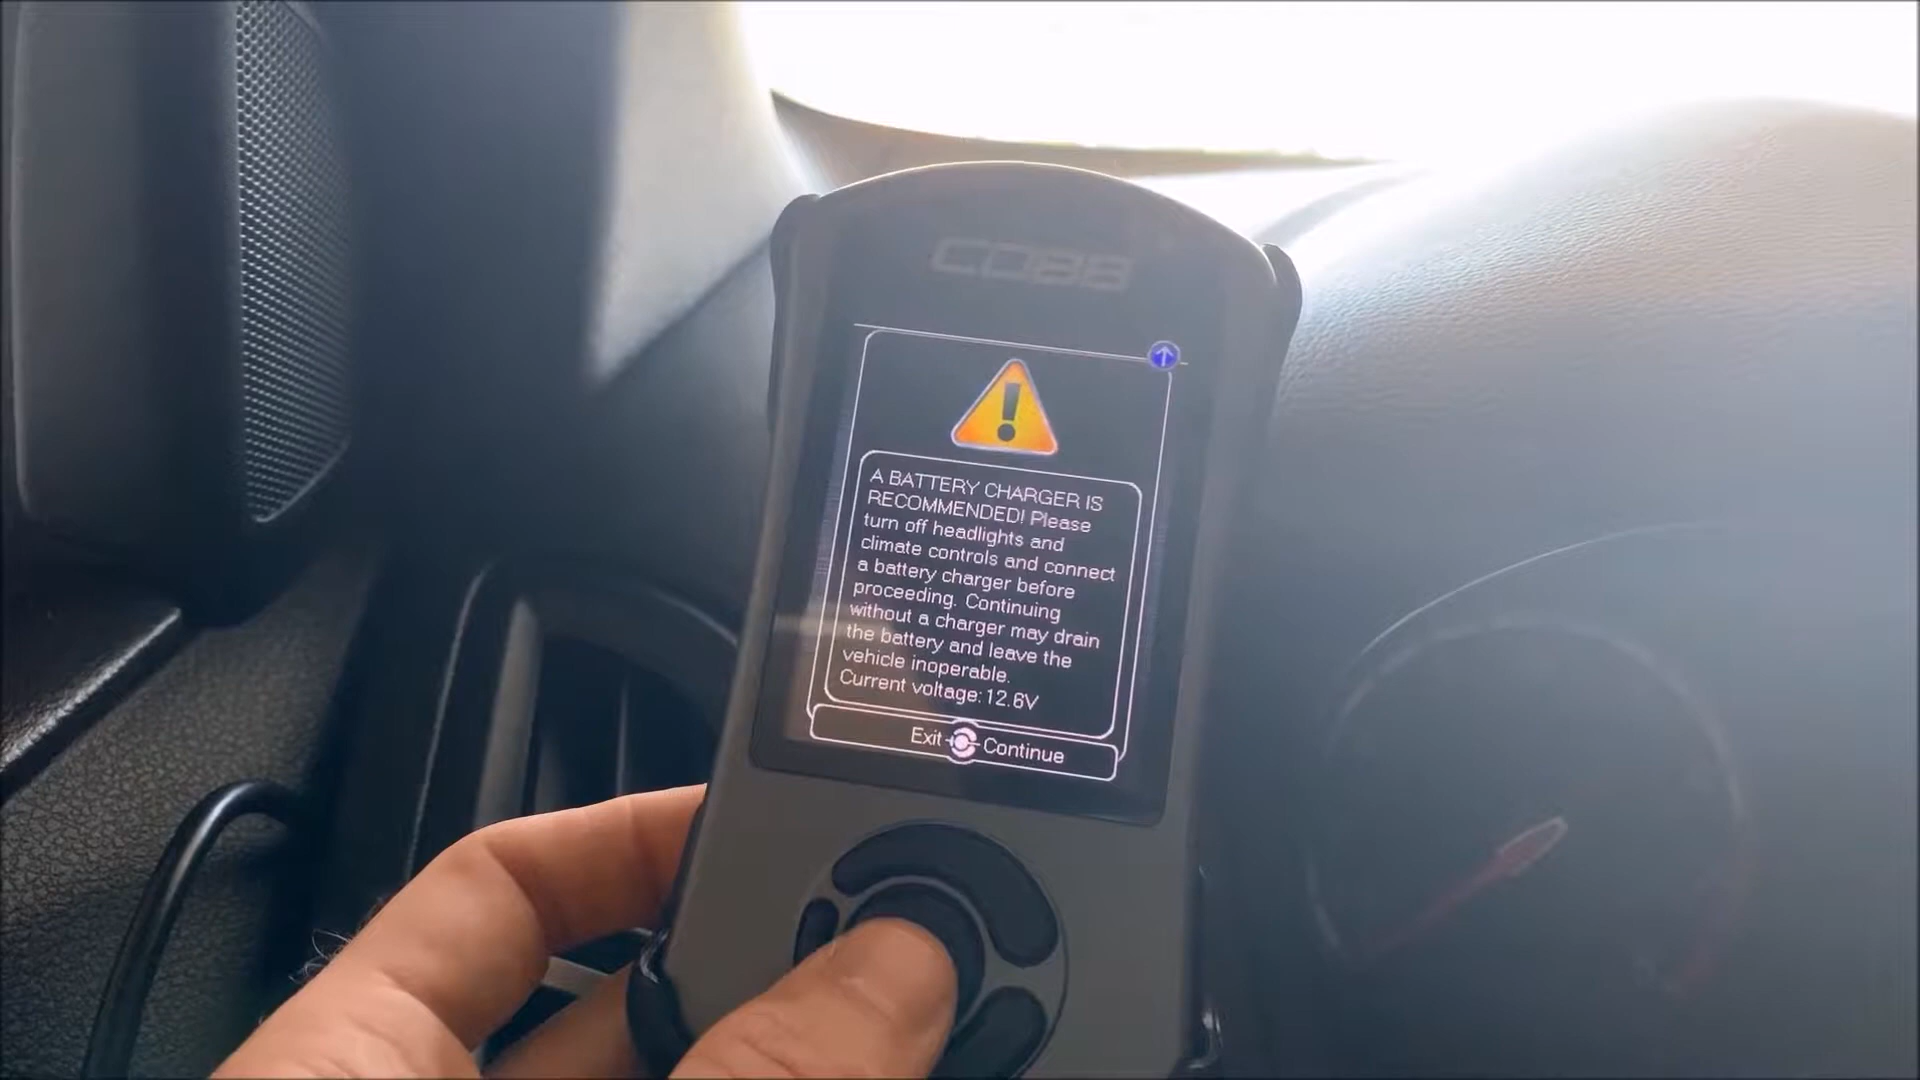 COBB
A BATTERY CHARGER IS
RECOMMENDED! Please
turn off headlights and
climate controls and connect
a battery charger before
proceeding. Continuing
without a charger may drain
the battery and leave the
vehicle inoperable.
Current voltage: 12.6V
Exit Continue